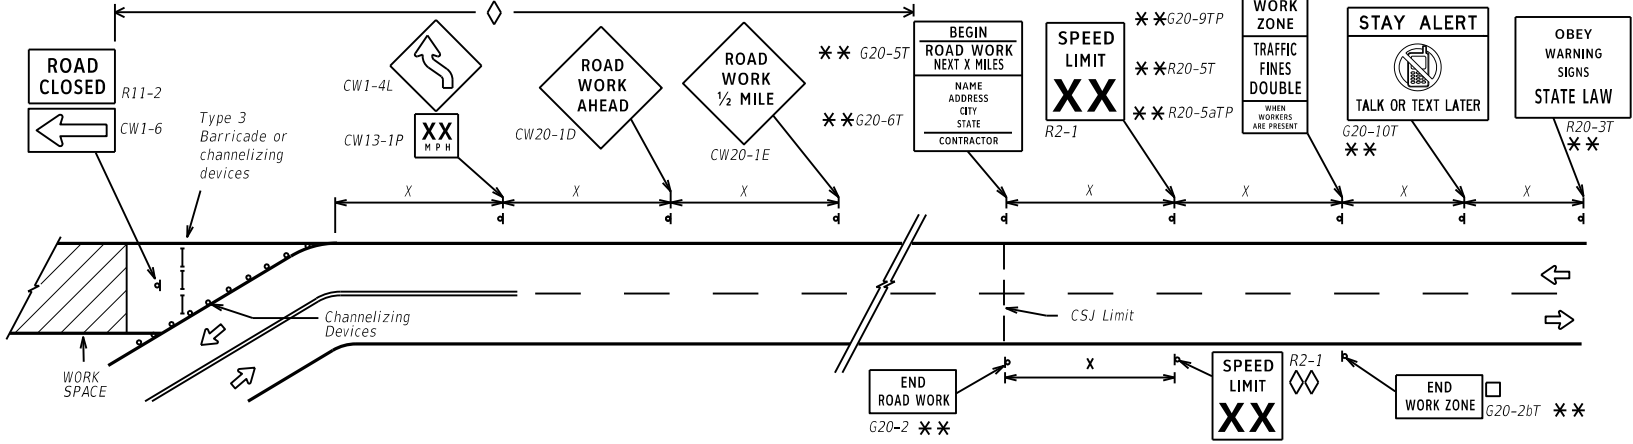 ROAD
CLOSED
R11-2
CW1-6
Type 3
Barricade or
channelizing
devices
CW1-4L
XX
MPH
CW13-1P
ROAD
WORK
AHEAD
CW20-1D
ROAD
WORK
½ MILE
CW20-1E
** G20-5T
** G20-6T
BEGIN
ROAD WORK
NEXT X MILES
NAME
ADDRESS
CITY
STATE
CONTRACTOR
SPEED
LIMIT
XX
R2-1
** G20-9TP
** R20-5T
** R20-5aTP
WORK
ZONE
TRAFFIC
FINES
DOUBLE
WHEN
WORKERS
ARE PRESENT
STAY ALERT
TALK OR TEXT LATER
G20-10T
**
OBEY
WARNING
SIGNS
STATE LAW
R20-3T
**
X
X
X
X
X
X
X
Channelizing
Devices
CSJ Limit
WORK
SPACE
X
END
ROAD WORK
G20-2 **
SPEED
LIMIT
XX
R2-1
END
WORK ZONE
G20-2bT **